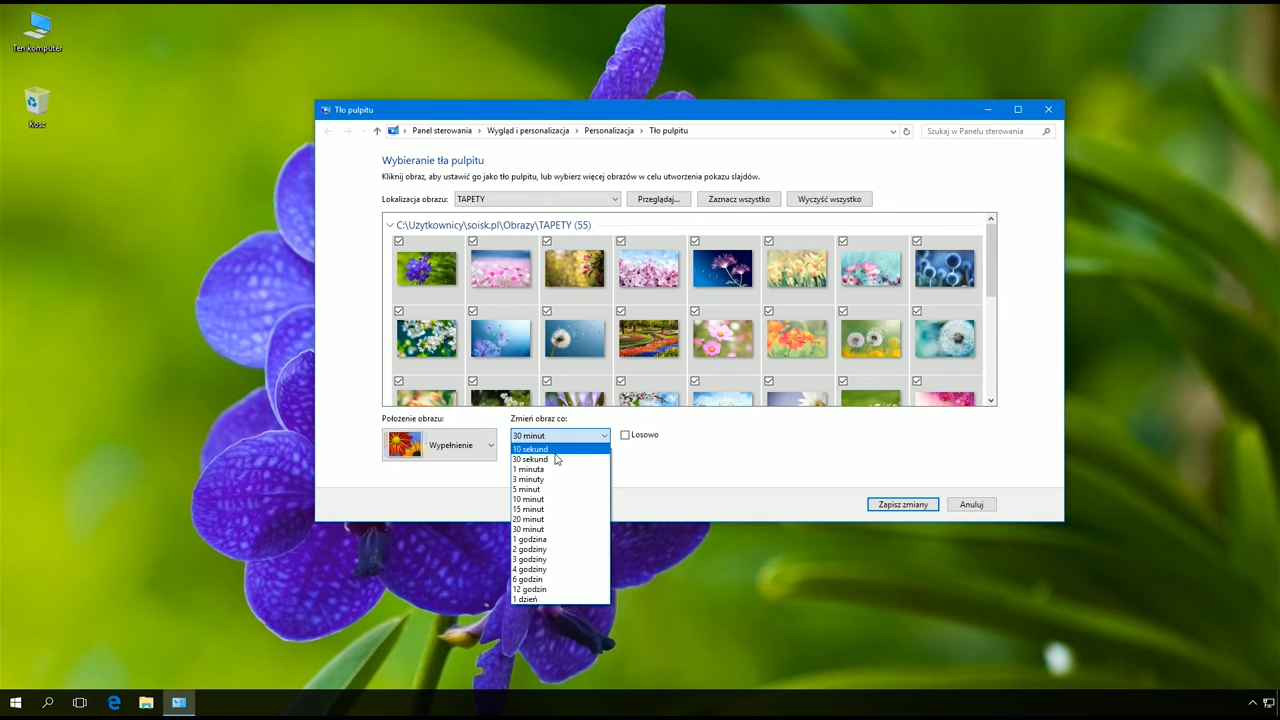 Ten komputer
Kosz
Tło pulpitu
Panel sterowania > Wygląd i personalizacja > Personalizacja > Tło pulpitu
Szukaj w Panelu sterowania
Wybieranie tła pulpitu
Kliknij obraz, aby ustawić go jako tło pulpitu, lub wybierz więcej obrazów w celu utworzenia pokazu slajdów.
Lokalizacja obrazu: TAPETY Przeglądaj... Zaznacz wszystko Wyczyść wszystko
C:\Użytkownicy\soisk.pl\Obrazy\TAPETY (55)
Położenie obrazu:
Wypełnienie
Zmień obraz co:
30 minut
Losowo
10 sekund
30 sekund
1 minuta
3 minuty
5 minut
10 minut
15 minut
20 minut
30 minut
1 godzina
2 godziny
3 godziny
4 godziny
6 godzin
12 godzin
1 dzień
Zapisz zmiany Anuluj